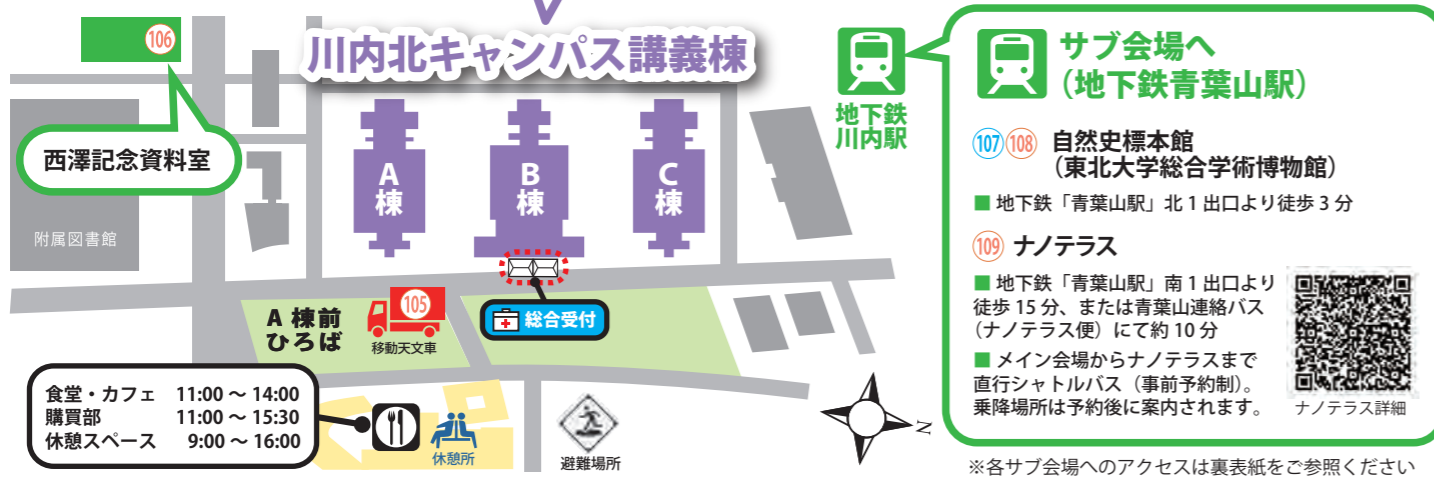 106
川内北キャンパス講義棟
西澤記念資料室
附属図書館
A
棟
B
棟
C
棟
地下鉄
川内駅
A 棟前
ひろば
105
移動天文車
総合受付
食堂・カフェ 11:00 ～ 14:00
購買部 11:00 ～ 15:30
休憩スペース 9:00 ～ 16:00
休憩所
避難場所
N
サブ会場へ
（地下鉄青葉山駅）
107 108 自然史標本館
（東北大学総合学術博物館）
■ 地下鉄「青葉山駅」北 1 出口より徒歩 3 分
109 ナノテラス
■ 地下鉄「青葉山駅」南 1 出口より
徒歩 15 分、または青葉山連絡バス
（ナノテラス便）にて約 10 分
■ メイン会場からナノテラスまで
直行シャトルバス（事前予約制）。
乗降場所は予約後に案内されます。
ナノテラス詳細
※各サブ会場へのアクセスは裏表紙をご参照ください